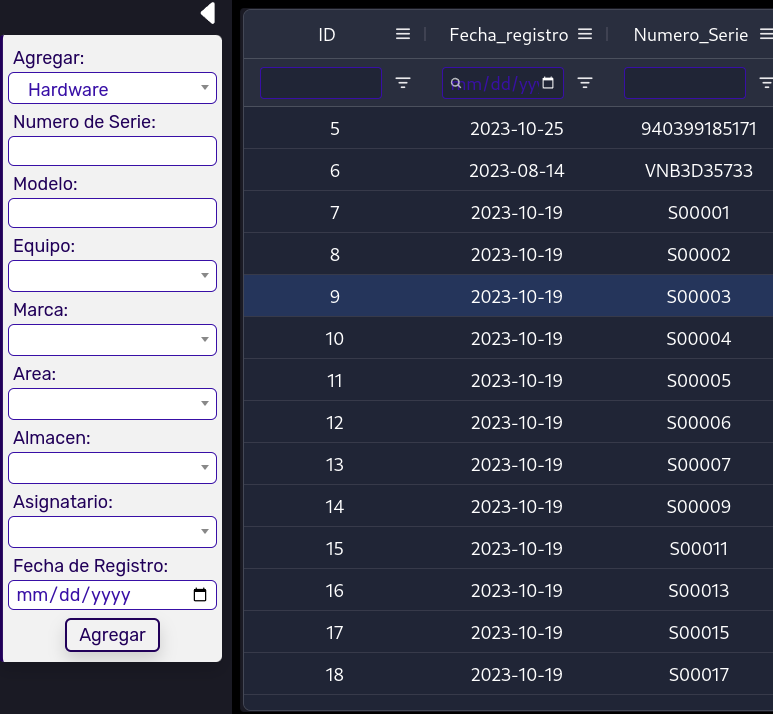 Agregar:
Hardware
Numero de Serie:
Modelo:
Equipo:
Marca:
Area:
Almacen:
Asignatario:
Fecha de Registro:
mm/dd/yyyy
Agregar
ID Fecha_registro Numero_Serie
mm/dd/yyyy
5 2023-10-25 940399185171
6 2023-08-14 VNB3D35733
7 2023-10-19 S00001
8 2023-10-19 S00002
9 2023-10-19 S00003
10 2023-10-19 S00004
11 2023-10-19 S00005
12 2023-10-19 S00006
13 2023-10-19 S00007
14 2023-10-19 S00009
15 2023-10-19 S00011
16 2023-10-19 S00013
17 2023-10-19 S00015
18 2023-10-19 S00017